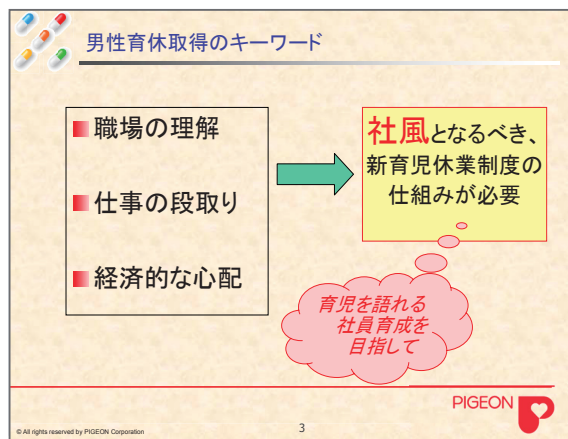 男性育休取得のキーワード
職場の理解
仕事の段取り
経済的な心配
社風となるべき、
新育児休業制度の
仕組みが必要
育児を語れる
社員育成を
目指して
PIGEON
© All rights reserved by PIGEON Corporation
3